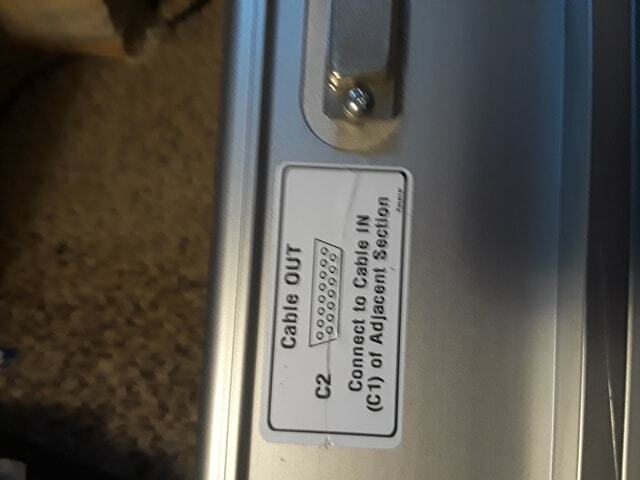 Cable OUT
C2
Connect to Cable IN
(C1) of Adjacent Section